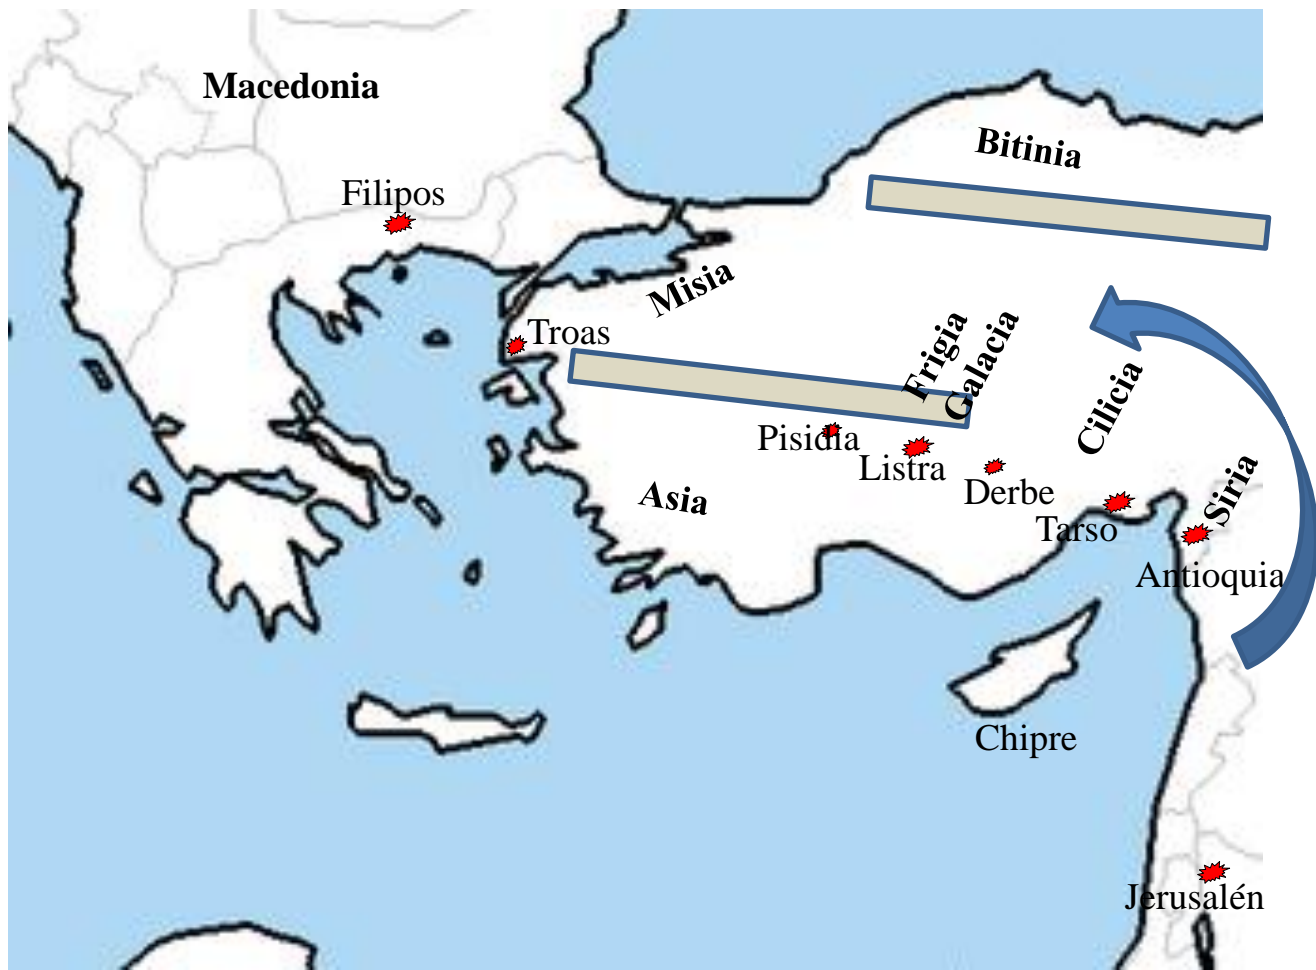 Macedonia
Bitinia
Filipos
Misia
Troas
Frigia
Galacia
Cilicia
Pisidia
Listra
Siria
Asia
Derbe
Tarso
Antioquia
Chipre
Jerusalén